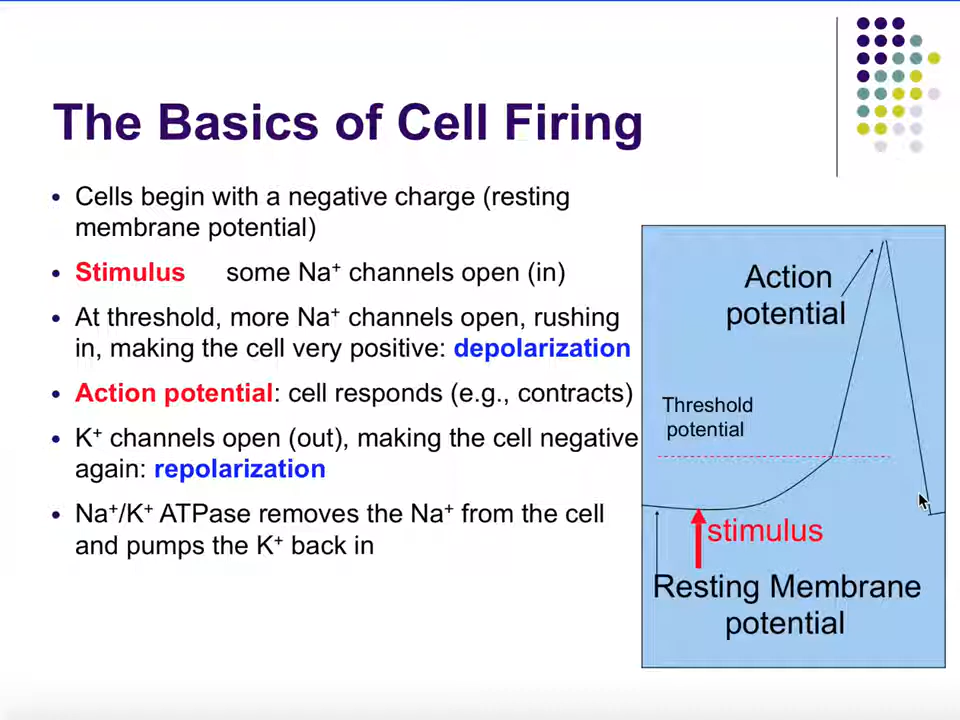 The Basics of Cell Firing
• Cells begin with a negative charge (resting
membrane potential)
• Stimulus some Na⁺ channels open (in)
• At threshold, more Na⁺ channels open, rushing
in, making the cell very positive: depolarization
• Action potential: cell responds (e.g., contracts)
• K⁺ channels open (out), making the cell negative
again: repolarization
• Na⁺/K⁺ ATPase removes the Na⁺ from the cell
and pumps the K⁺ back in
Action
potential
Threshold
potential
stimulus
Resting Membrane
potential